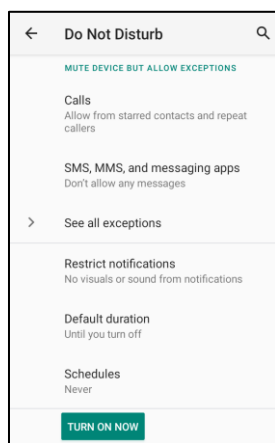 Do Not Disturb
MUTE DEVICE BUT ALLOW EXCEPTIONS
Calls
Allow from starred contacts and repeat
callers
SMS, MMS, and messaging apps
Don't allow any messages
See all exceptions
Restrict notifications
No visuals or sound from notifications
Default duration
Until you turn off
Schedules
Never
TURN ON NOW